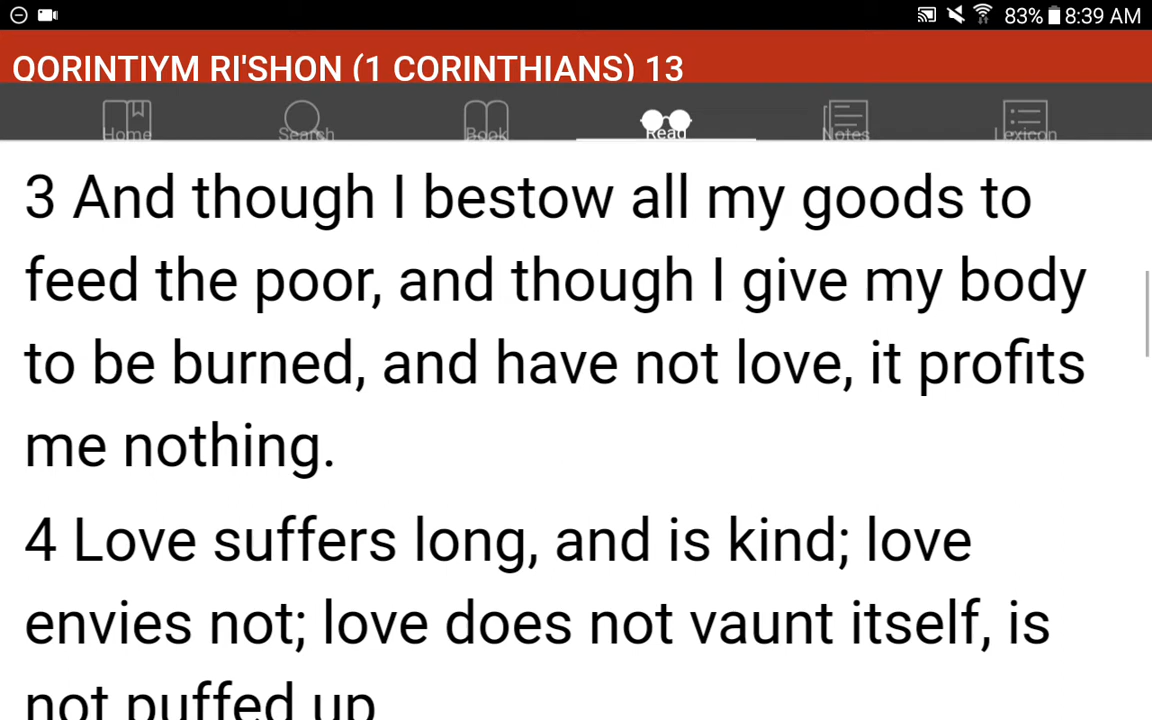 83% 8:39 AM
QORINTIYM RI'SHON (1 CORINTHIANS) 13
Home Search Book Read Notes Lexicon
3 And though I bestow all my goods to
feed the poor, and though I give my body
to be burned, and have not love, it profits
me nothing.
4 Love suffers long, and is kind; love
envies not; love does not vaunt itself, is
not puffed up